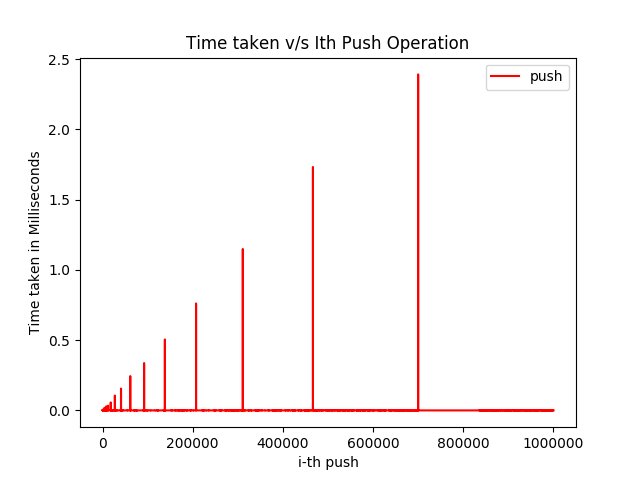 Time taken v/s Ith Push Operation
push
2.5
2.0
1.5
1.0
0.5
0.0
Time taken in Milliseconds
0 200000 400000 600000 800000 1000000
i-th push